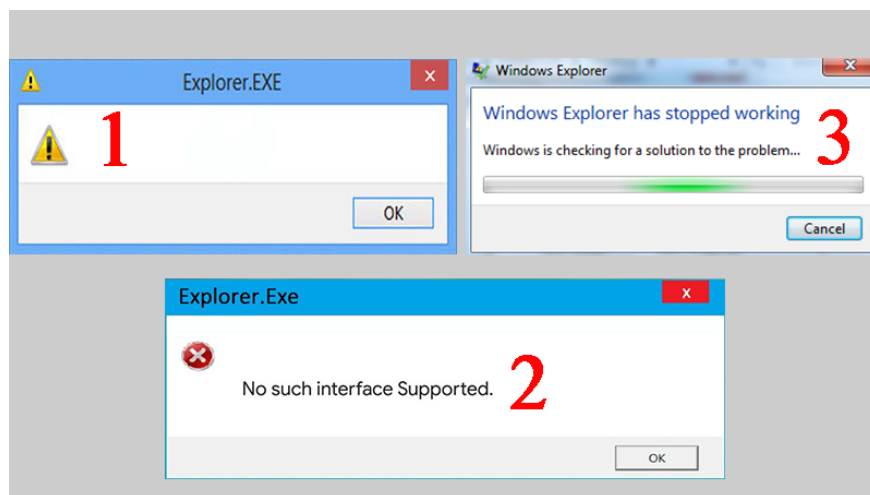 Explorer.EXE
x
1
OK
Windows Explorer
x
Windows Explorer has stopped working
3
Windows is checking for a solution to the problem...
Cancel
Explorer.Exe
x
No such interface Supported.
2
OK